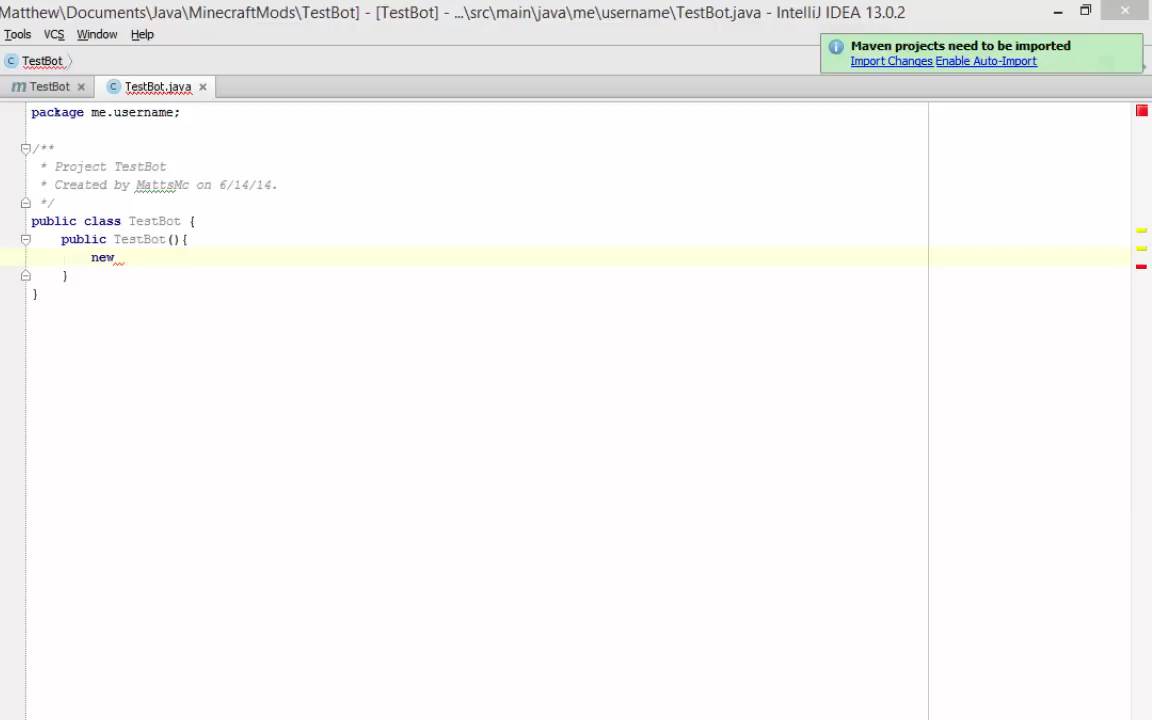 Matthew\Documents\Java\MinecraftMods\TestBot] - [TestBot] - ...\src\main\java\me\username\TestBot.java - IntelliJ IDEA 13.0.2
Tools VCS Window Help
Maven projects need to be imported
Import Changes Enable Auto-Import
TestBot
TestBot TestBot.java
package me.username;
/**
* Project TestBot
* Created by MattsMc on 6/14/14.
*/
public class TestBot {
public TestBot(){
new
}
}